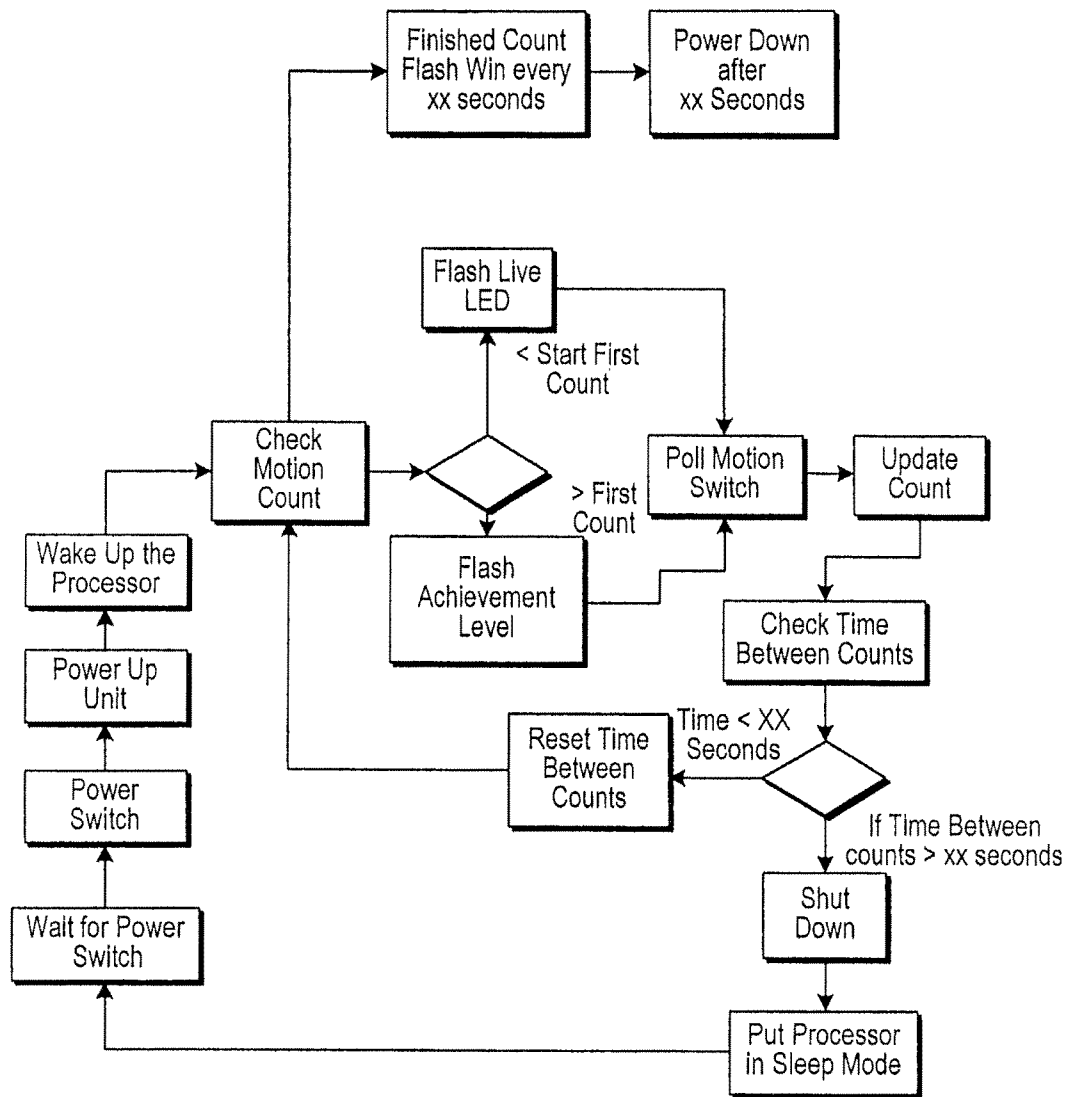 Finished Count
Flash Win every
xx seconds
Power Down
after
xx Seconds
Flash Live
LED
< Start First
Count
Check
Motion
Count
> First
Count
Poll Motion
Switch
Update
Count
Flash
Achievement
Level
Wake Up the
Processor
Check Time
Between Counts
Power Up
Unit
Time < XX
Seconds
Reset Time
Between
Counts
Power
Switch
If Time Between
counts > xx seconds
Shut
Down
Wait for Power
Switch
Put Processor
in Sleep Mode